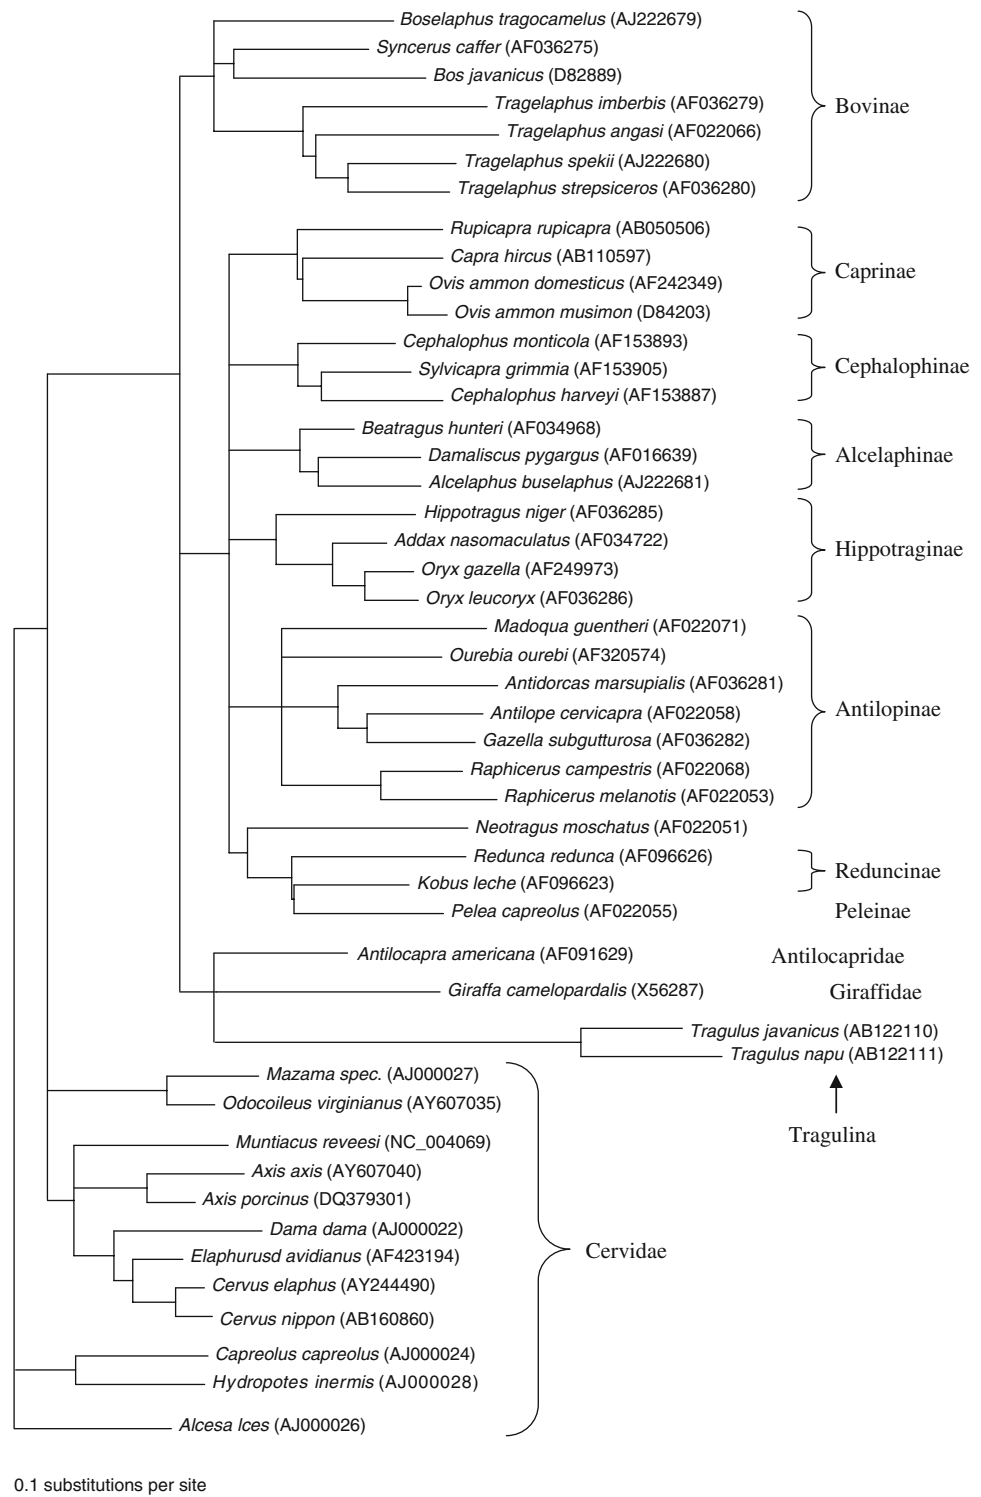 Boselaphus tragocamelus (AJ222679)
Syncerus caffer (AF036275)
Bos javanicus (D82889)
Tragelaphus imberbis (AF036279)
Bovinae
Tragelaphus angasi (AF022066)
Tragelaphus spekii (AJ222680)
Tragelaphus strepsiceros (AF036280)
Rupicapra rupicapra (AB050506)
Capra hircus (AB110597)
Caprinae
Ovis ammon domesticus (AF242349)
Ovis ammon musimon (D84203)
Cephalophus monticola (AF153893)
Sylvicapra grimmia (AF153905)
Cephalophinae
Cephalophus harveyi (AF153887)
Beatragus hunteri (AF034968)
Damaliscus pygargus (AF016639)
Alcelaphinae
Alcelaphus buselaphus (AJ222681)
Hippotragus niger (AF036285)
Addax nasomaculatus (AF034722)
Hippotraginae
Oryx gazella (AF249973)
Oryx leucoryx (AF036286)
Madoqua guentheri (AF022071)
Ourebia ourebi (AF320574)
Antidorcas marsupialis (AF036281)
Antilopinae
Antilope cervicapra (AF022058)
Gazella subgutturosa (AF036282)
Raphicerus campestris (AF022068)
Raphicerus melanotis (AF022053)
Neotragus moschatus (AF022051)
Redunca redunca (AF096626)
Reduncinae
Kobus leche (AF096623)
Pelea capreolus (AF022055)
Peleinae
Antilocapra americana (AF091629)
Antilocapridae
Giraffa camelopardalis (X56287)
Giraffidae
Tragulus javanicus (AB122110)
Tragulus napu (AB122111)
Tragulina
Mazama spec. (AJ000027)
Odocoileus virginianus (AY607035)
Muntiacus reveesi (NC_004069)
Axis axis (AY607040)
Axis porcinus (DQ379301)
Dama dama (AJ000022)
Cervidae
Elaphurusd avidianus (AF423194)
Cervus elaphus (AY244490)
Cervus nippon (AB160860)
Capreolus capreolus (AJ000024)
Hydropotes inermis (AJ000028)
Alcesa lces (AJ000026)
0.1 substitutions per site